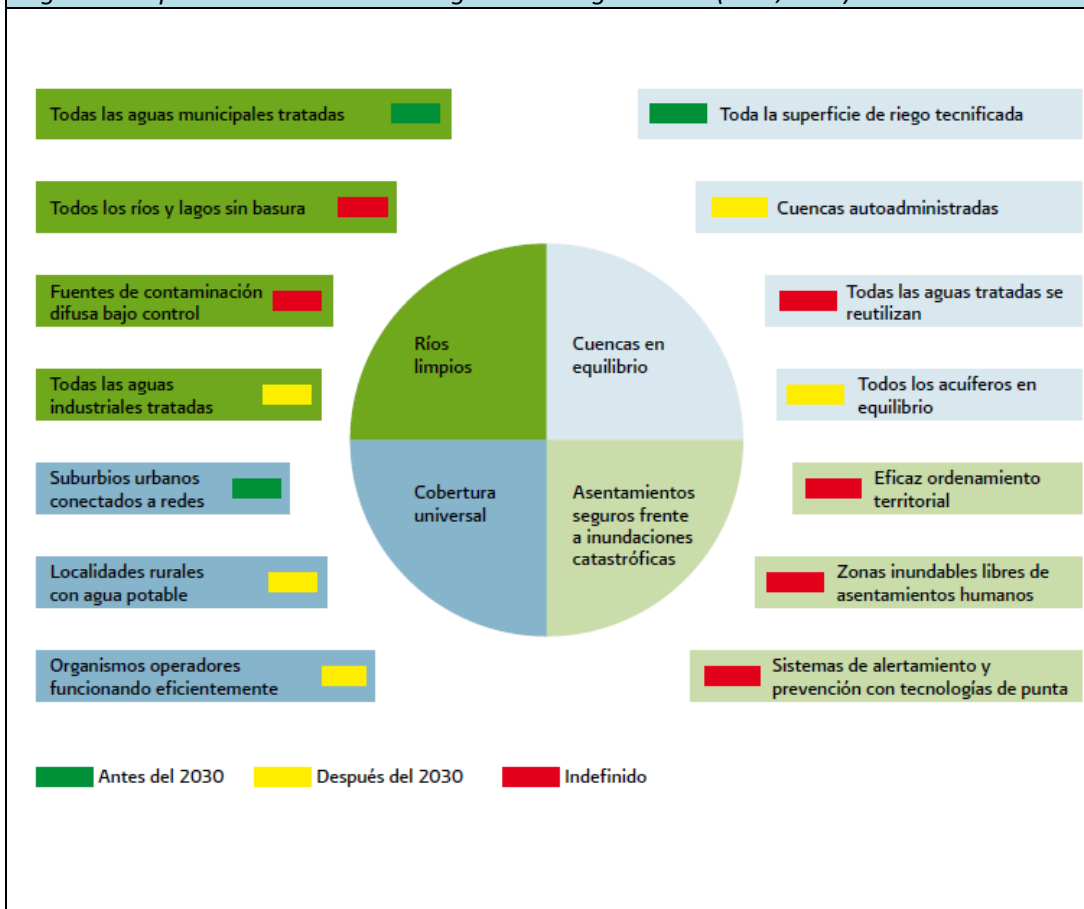 Todas las aguas municipales tratadas
Todos los ríos y lagos sin basura
Fuentes de contaminación
difusa bajo control
Todas las aguas
industriales tratadas
Suburbios urbanos
conectados a redes
Localidades rurales
con agua potable
Organismos operadores
funcionando eficientemente
Ríos
limpios
Cuencas en
equilibrio
Cobertura
universal
Asentamientos
seguros frente
a inundaciones
catastróficas
Toda la superficie de riego tecnificada
Cuencas autoadministradas
Todas las aguas tratadas se
reutilizan
Todos los acuíferos en
equilibrio
Eficaz ordenamiento
territorial
Zonas inundables libres de
asentamientos humanos
Sistemas de alertamiento y
prevención con tecnologías de punta
Antes del 2030
Después del 2030
Indefinido